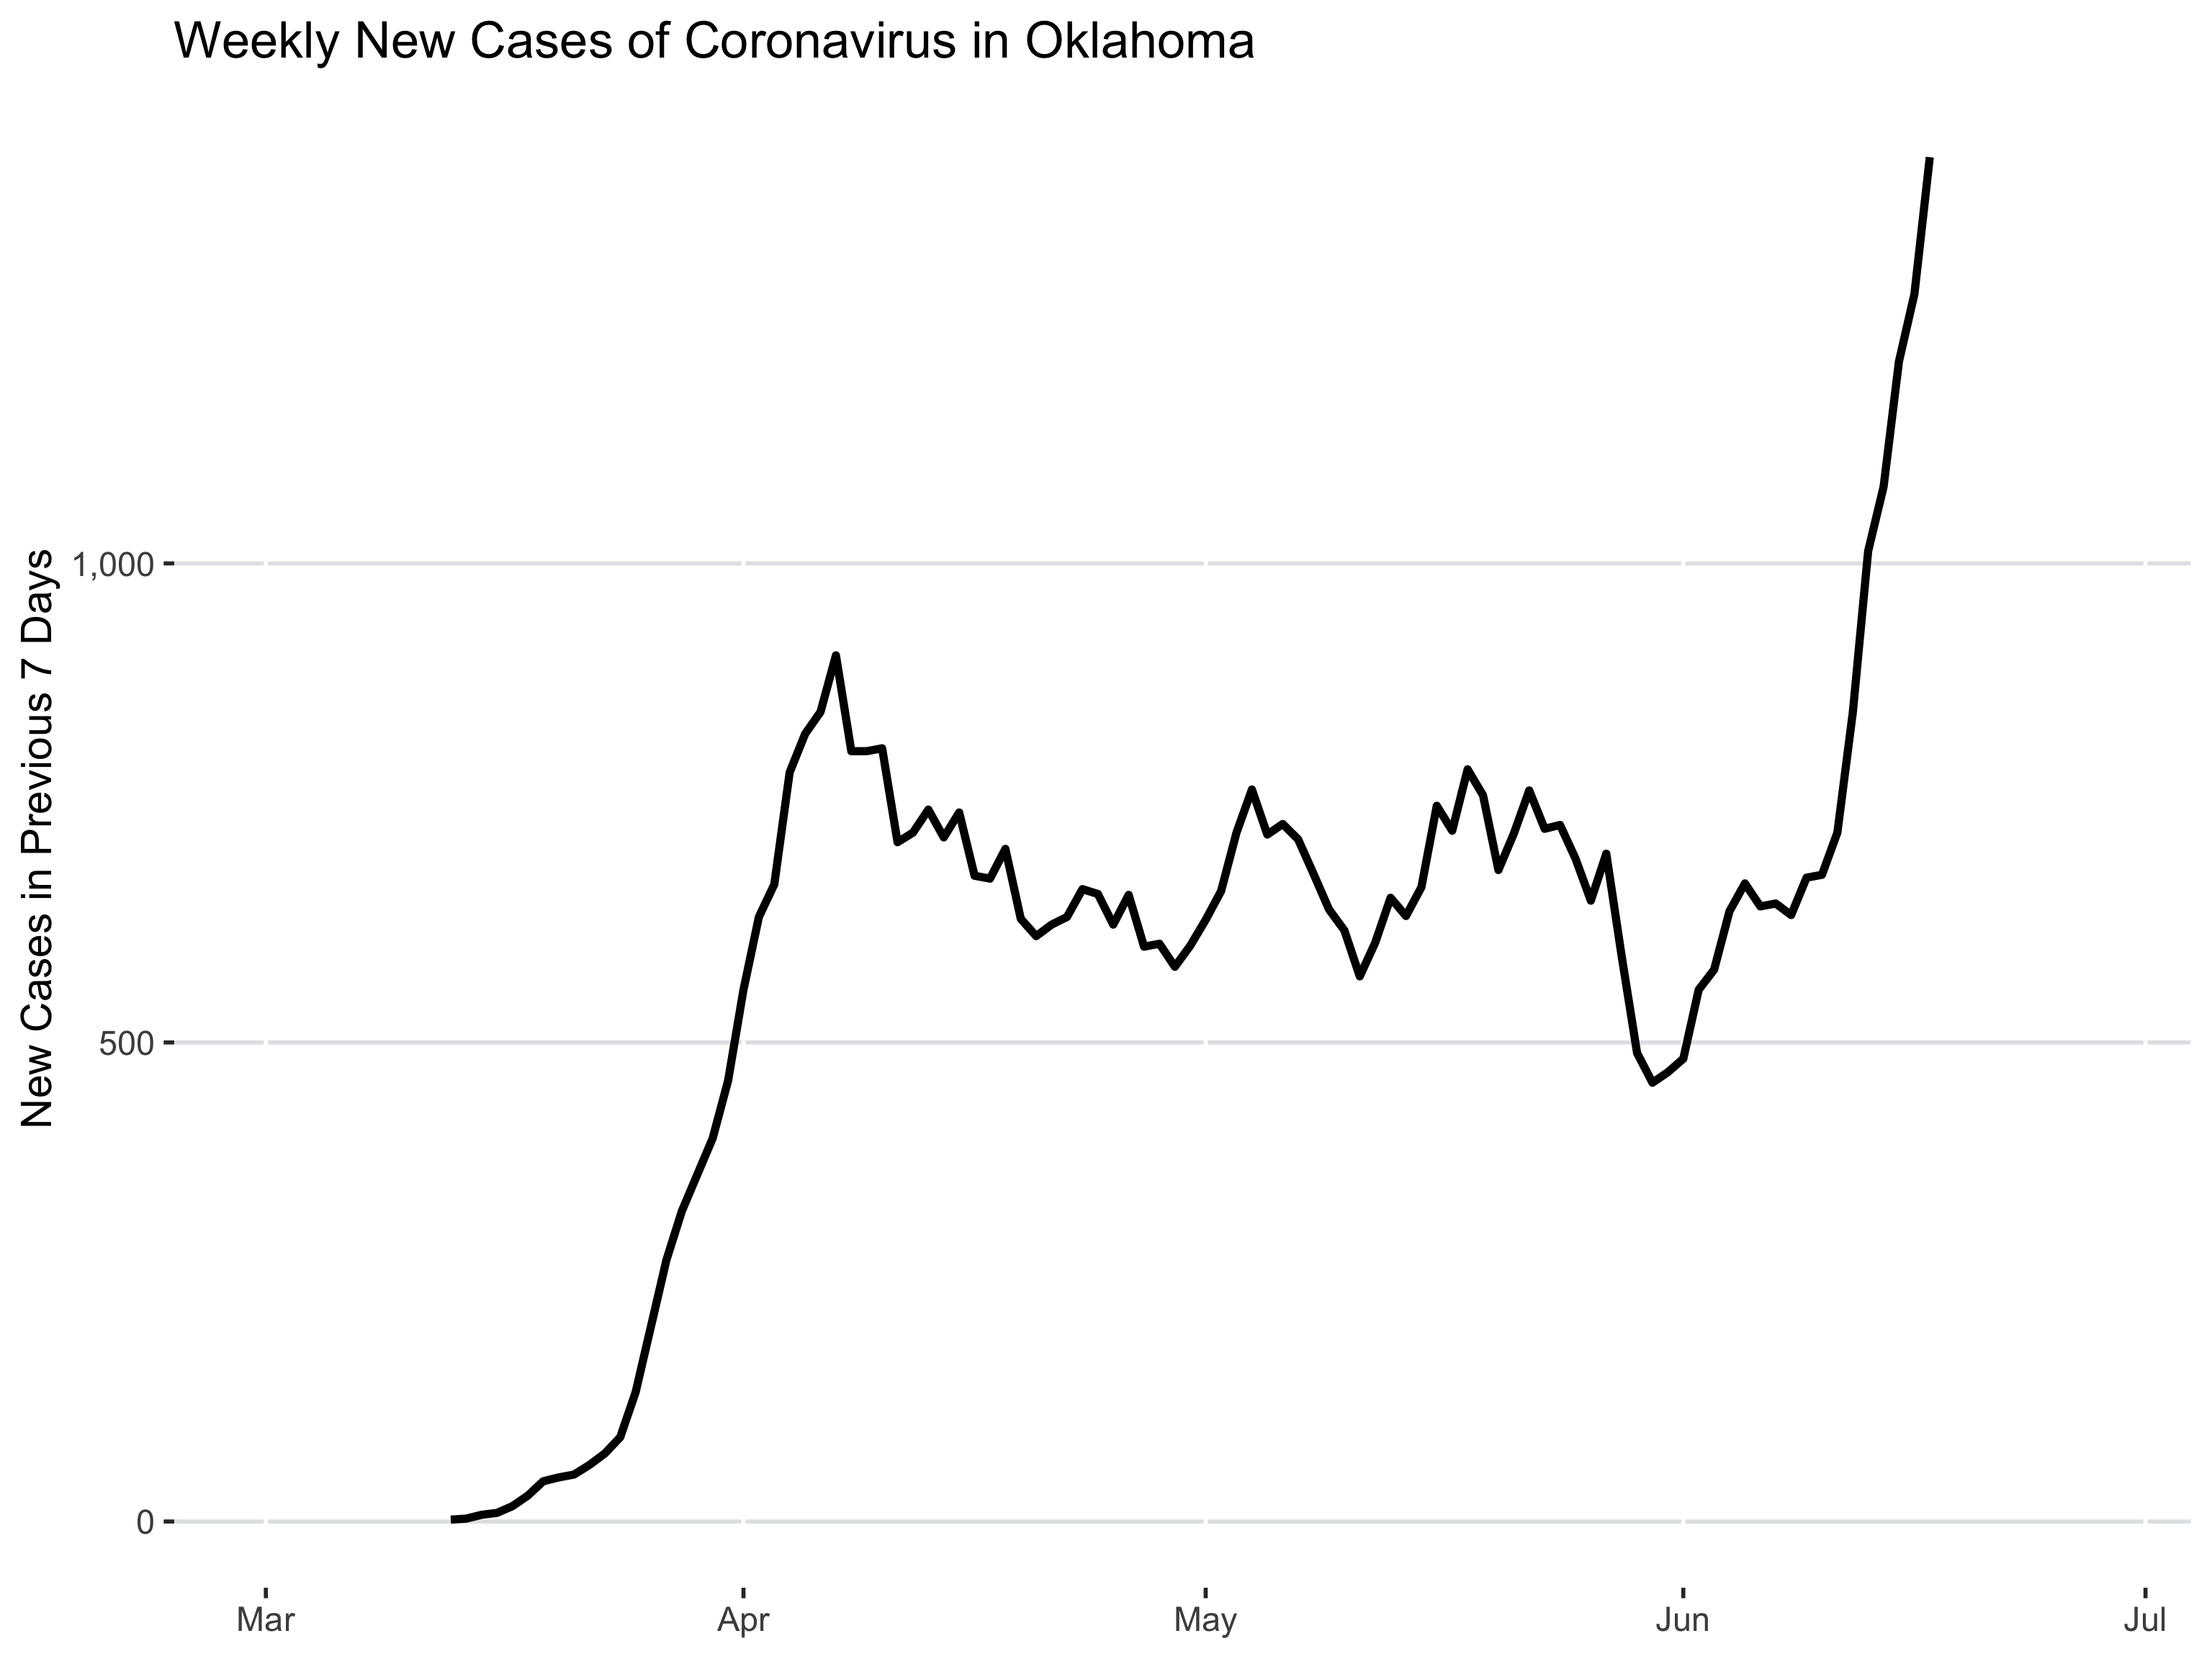 Weekly New Cases of Coronavirus in Oklahoma
New Cases in Previous 7 Days
1,000
500
0
Mar Apr May Jun Jul